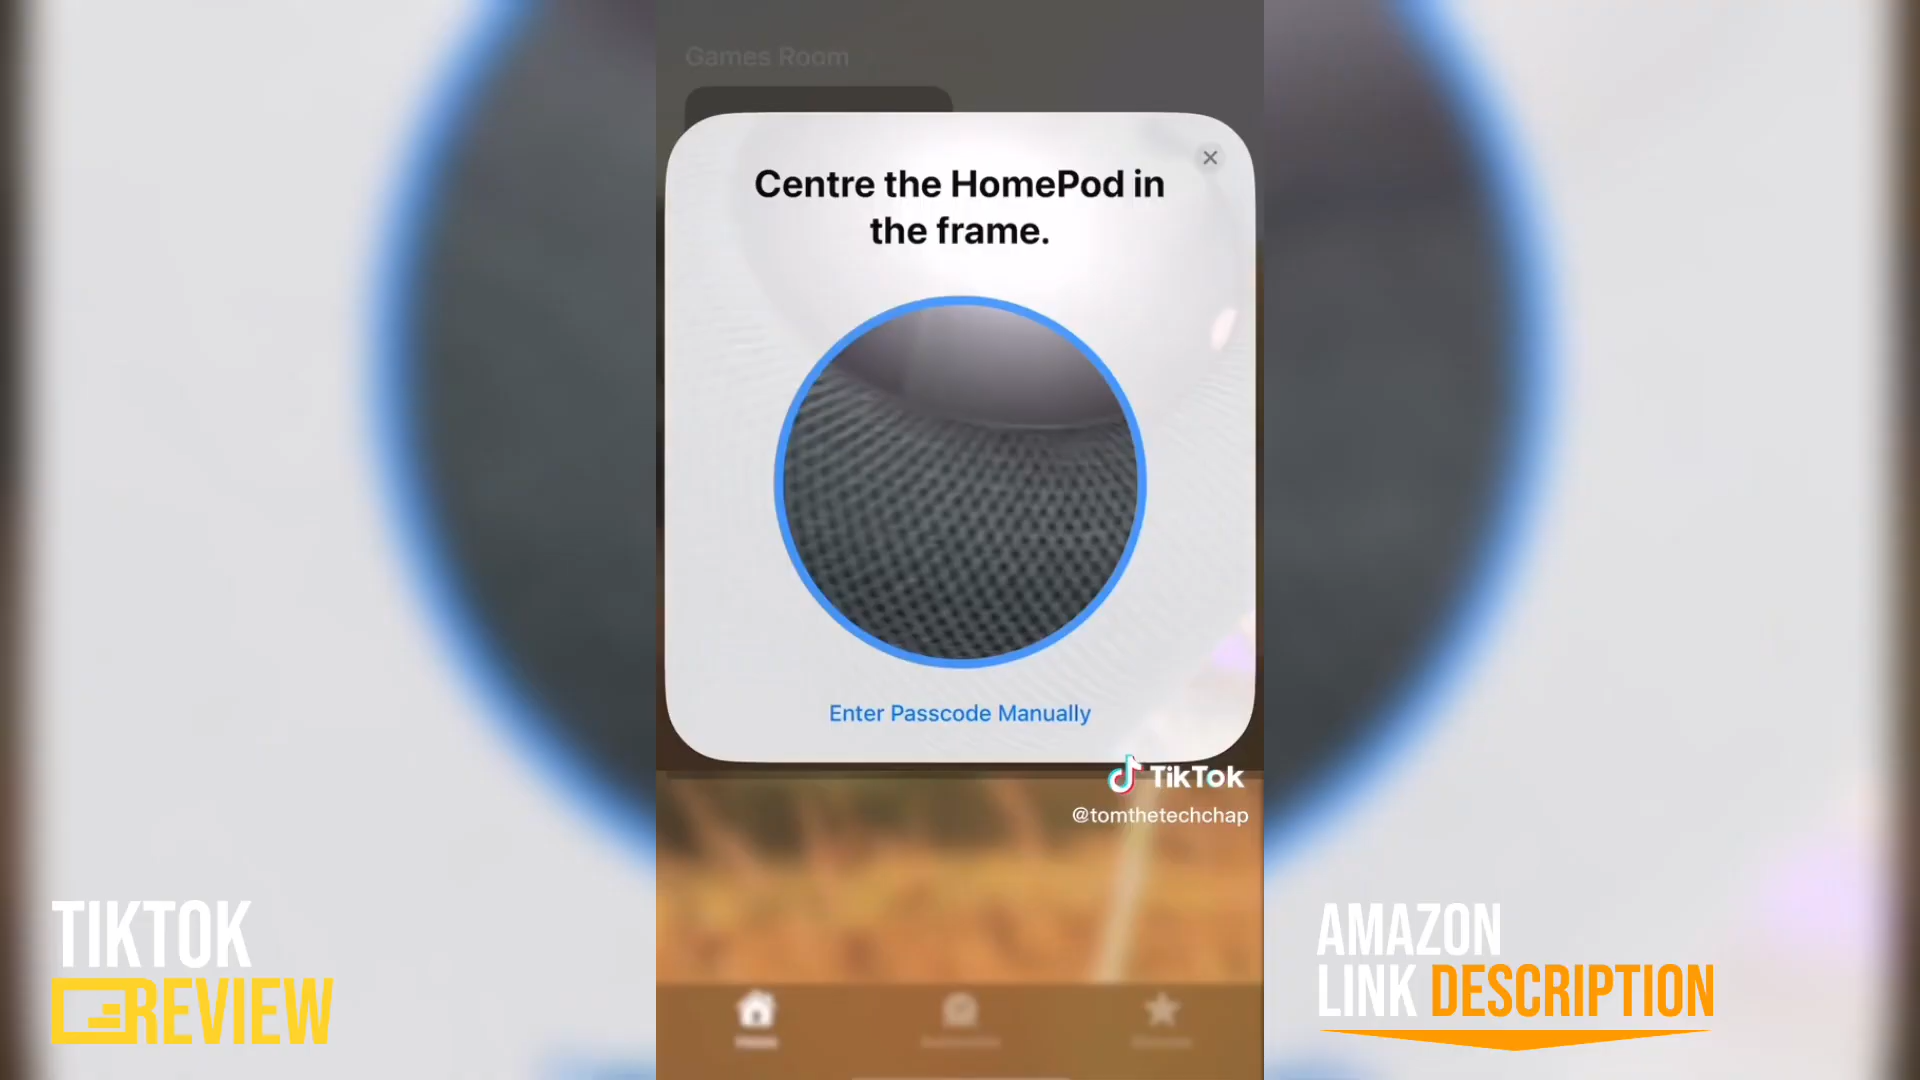 Games Room
Centre the HomePod in
the frame.
Enter Passcode Manually
TikTok
@tomthetechchap
TIKTOK
REVIEW
AMAZON
LINK DESCRIPTION